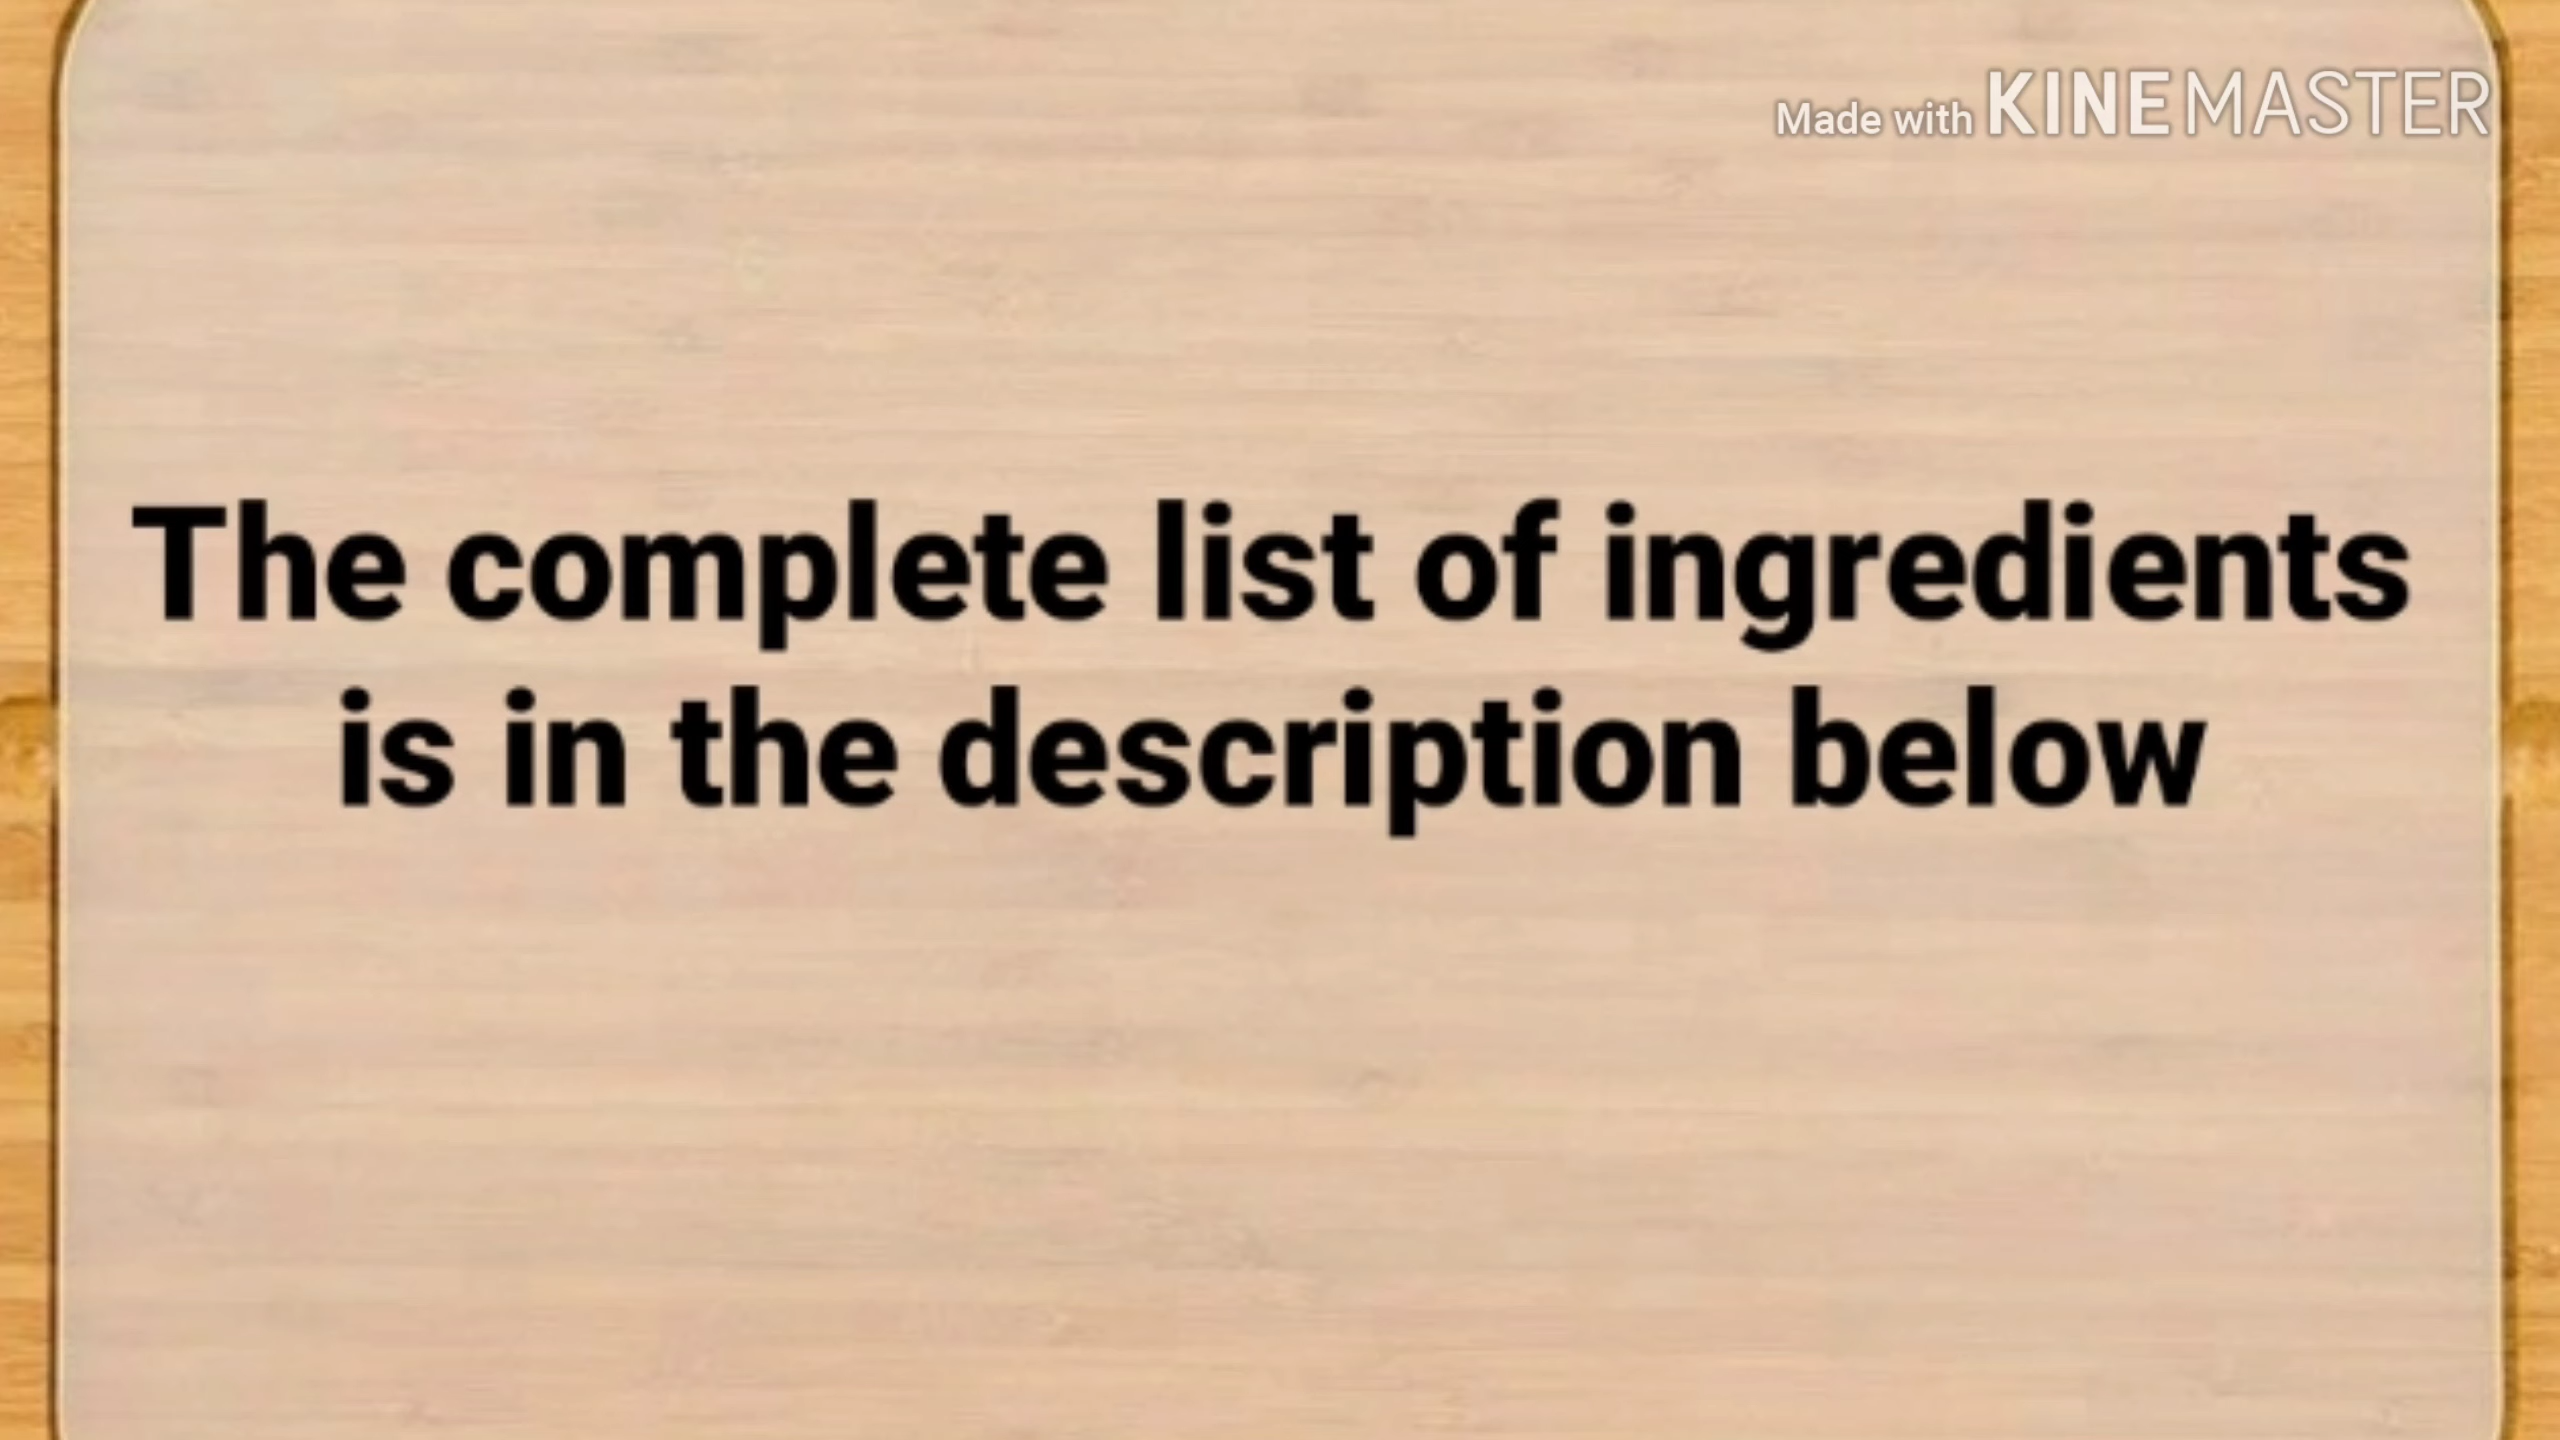 Made with KINEMASTER
The complete list of ingredients
is in the description below